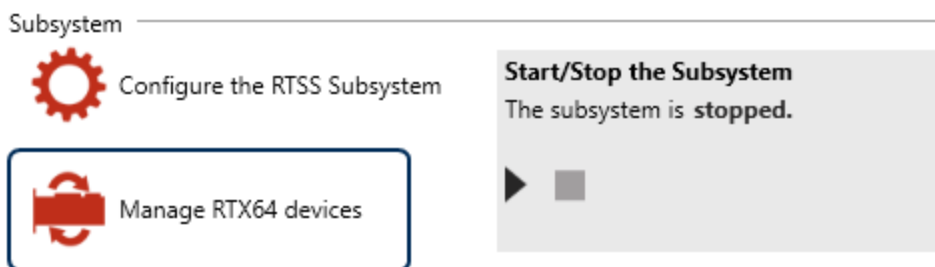 Subsystem
Configure the RTSS Subsystem
Start/Stop the Subsystem
The subsystem is stopped.
Manage RTX64 devices